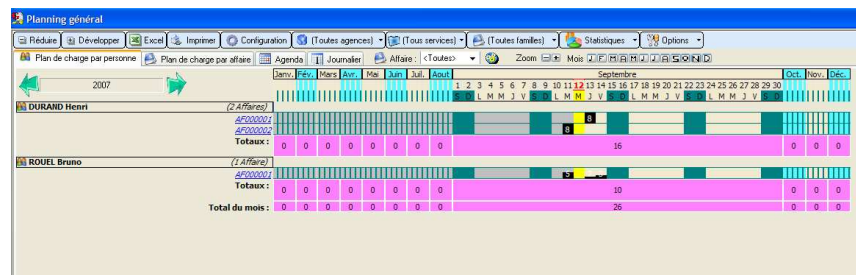 Planning général
Réduire Développer Excel Imprimer Configuration (Toutes agences) (Tous services) (Toutes familles) Statistiques Options
Plan de charge par personne Plan de charge par affaire Agenda Journalier Affaire : <Toutes> Zoom Mois J F M A M J J A S O N D
2007 Janv. Fév. Mars Avr. Mai Juin Juil. Aout Septembre Oct. Nov. Déc.
1 2 3 4 5 6 7 8 9 10 11 12 13 14 15 16 17 18 19 20 21 22 23 24 25 26 27 28 29 30
S D L M M J V S D L M M J V S D L M M J V S D L M M J V S D
DURAND Henri (2 Affaires)
AF000001 8
AF000002 8
Totaux : 0 0 0 0 0 0 0 0 16 0 0 0
ROUEL Bruno (1 Affaire)
AF000001
Totaux : 0 0 0 0 0 0 0 0 10 0 0 0
Total du mois : 0 0 0 0 0 0 0 0 26 0 0 0